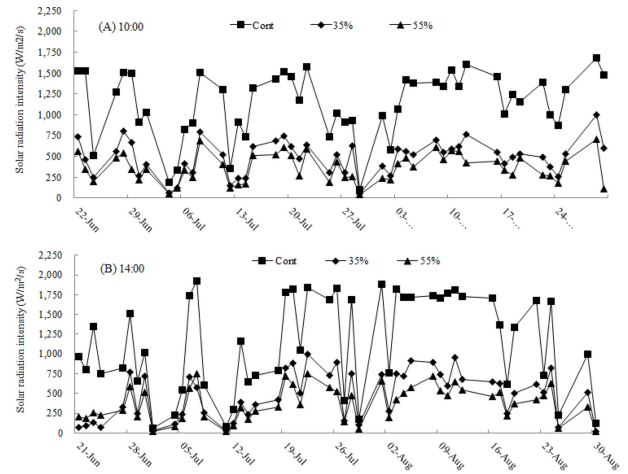 (A) 10:00
Cont 35% 55%
Solar radiation intensity (W/m2/s)
2,250
2,000
1,750
1,500
1,250
1,000
750
500
250
0
22-Jun 29-Jun 06-Jul 13-Jul 20-Jul 27-Jul 03-... 10-... 17-... 24-...
(B) 14:00
Cont 35% 55%
Solar radiation intensity (W/m²/s)
2,250
2,000
1,750
1,500
1,250
1,000
750
500
250
0
21-Jun 28-Jun 05-Jul 12-Jul 19-Jul 26-Jul 02-Aug 09-Aug 16-Aug 23-Aug 30-Aug